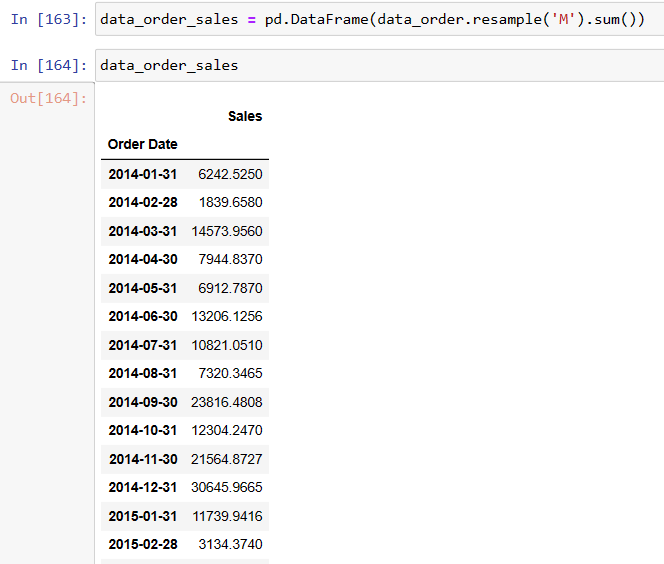 In [163]: data_order_sales = pd.DataFrame(data_order.resample('M').sum())
In [164]: data_order_sales
Out[164]:
Sales
Order Date
2014-01-31 6242.5250
2014-02-28 1839.6580
2014-03-31 14573.9560
2014-04-30 7944.8370
2014-05-31 6912.7870
2014-06-30 13206.1256
2014-07-31 10821.0510
2014-08-31 7320.3465
2014-09-30 23816.4808
2014-10-31 12304.2470
2014-11-30 21564.8727
2014-12-31 30645.9665
2015-01-31 11739.9416
2015-02-28 3134.3740